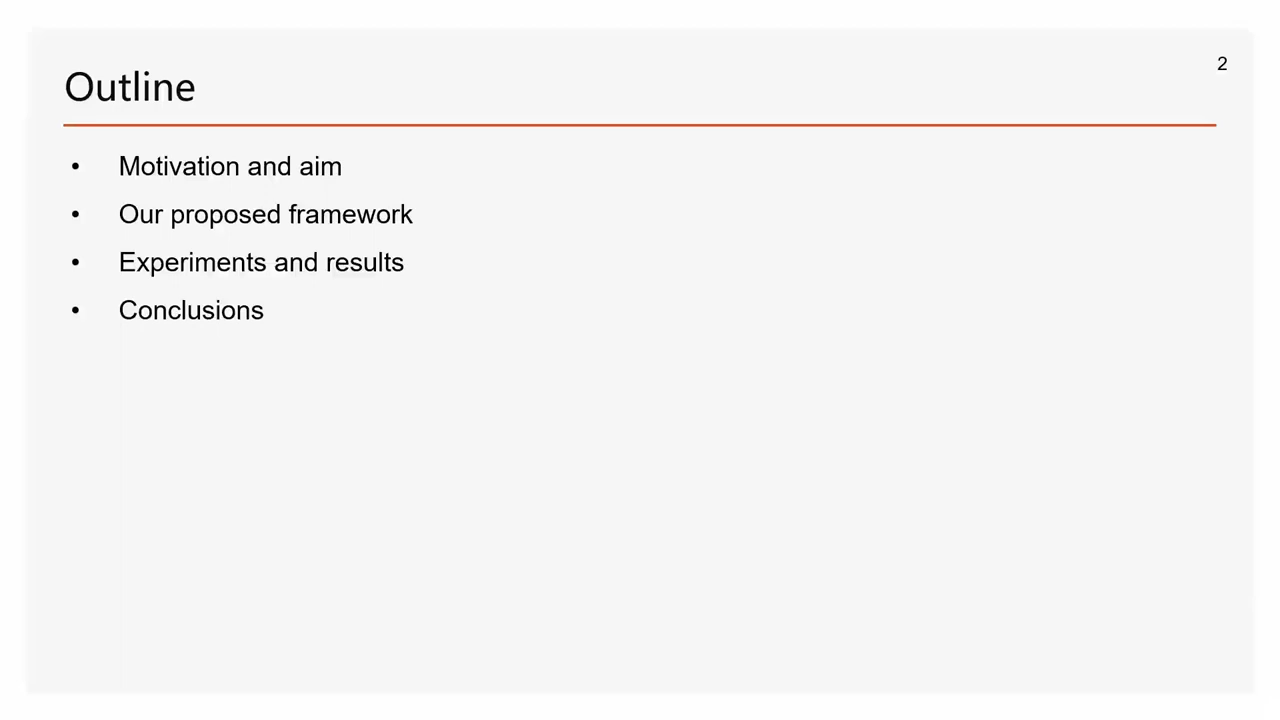 Outline
2
• Motivation and aim
• Our proposed framework
• Experiments and results
• Conclusions